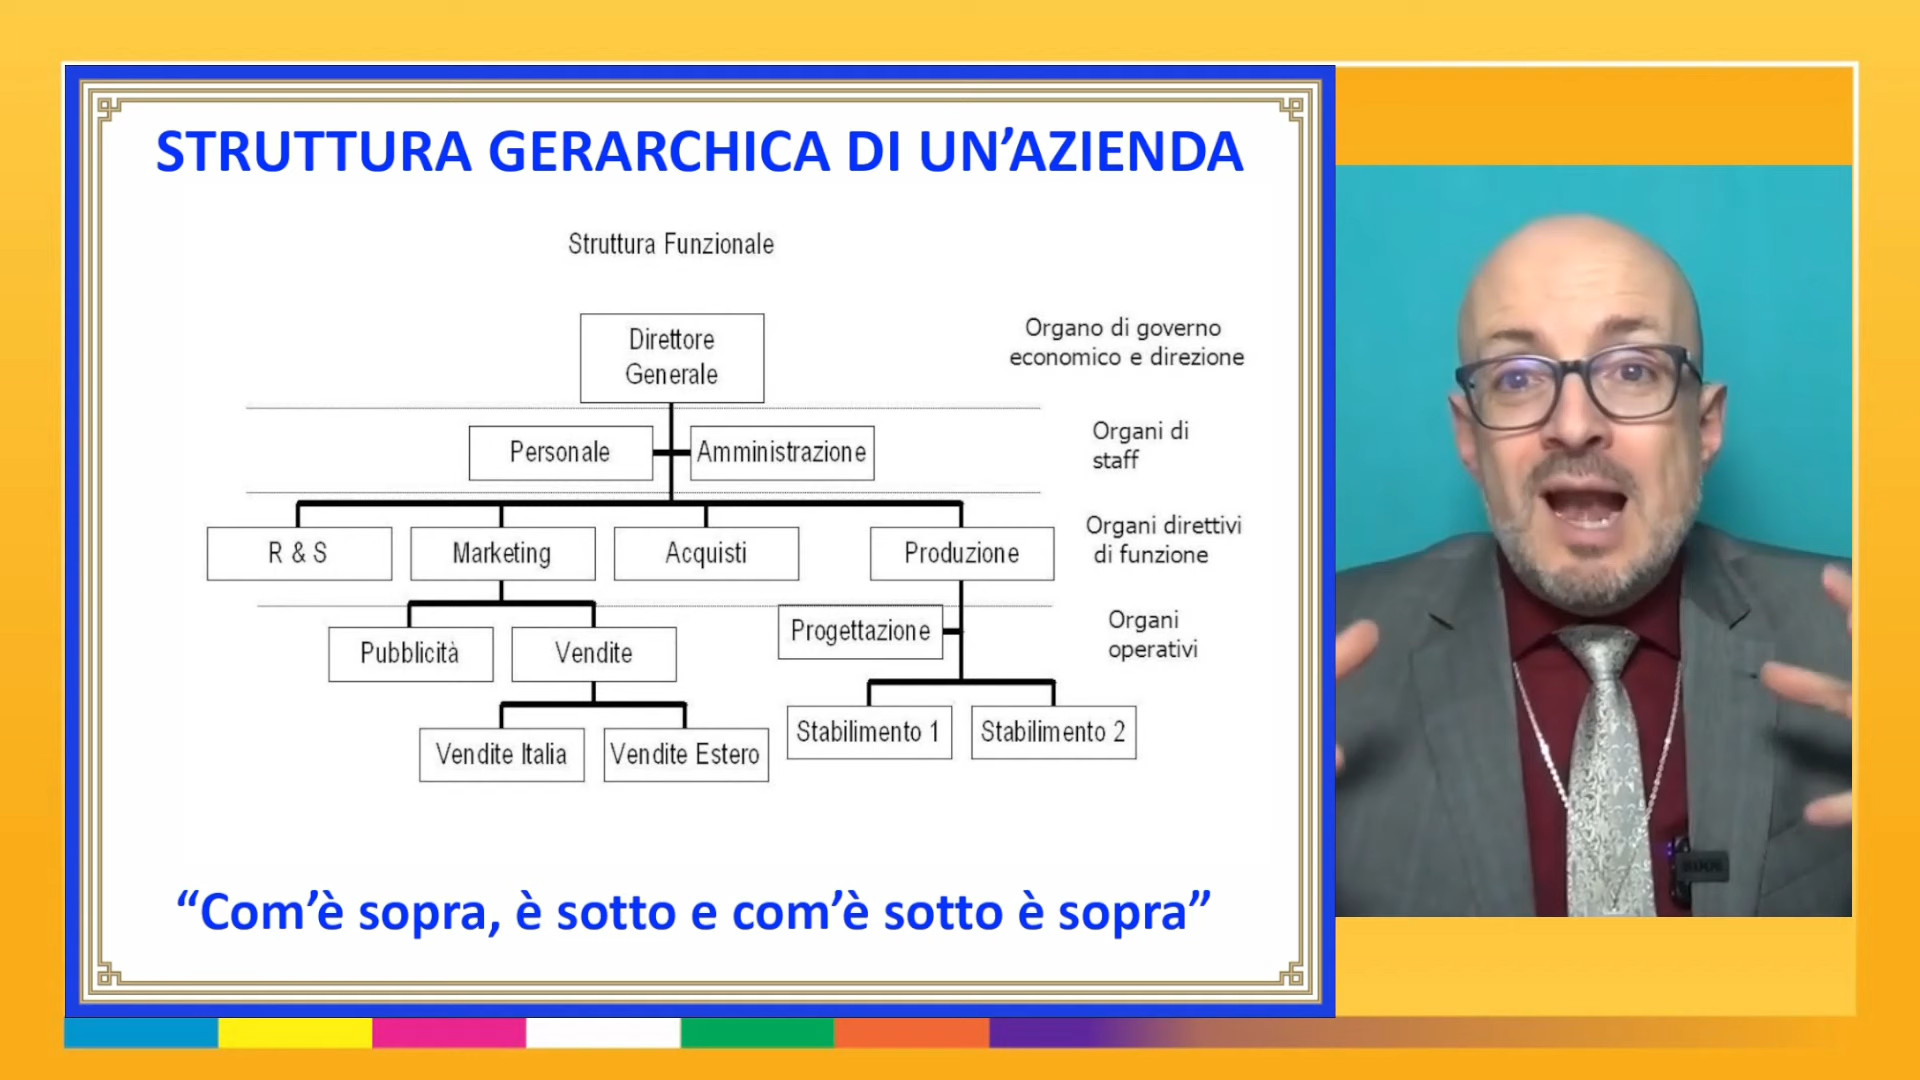 STRUTTURA GERARCHICA DI UN’AZIENDA
Struttura Funzionale
Direttore
Generale
Organo di governo
economico e direzione
Personale
Amministrazione
Organi di
staff
R & S
Marketing
Acquisti
Produzione
Organi direttivi
di funzione
Pubblicità
Vendite
Progettazione
Organi
operativi
Vendite Italia
Vendite Estero
Stabilimento 1
Stabilimento 2
“Com’è sopra, è sotto e com’è sotto è sopra”